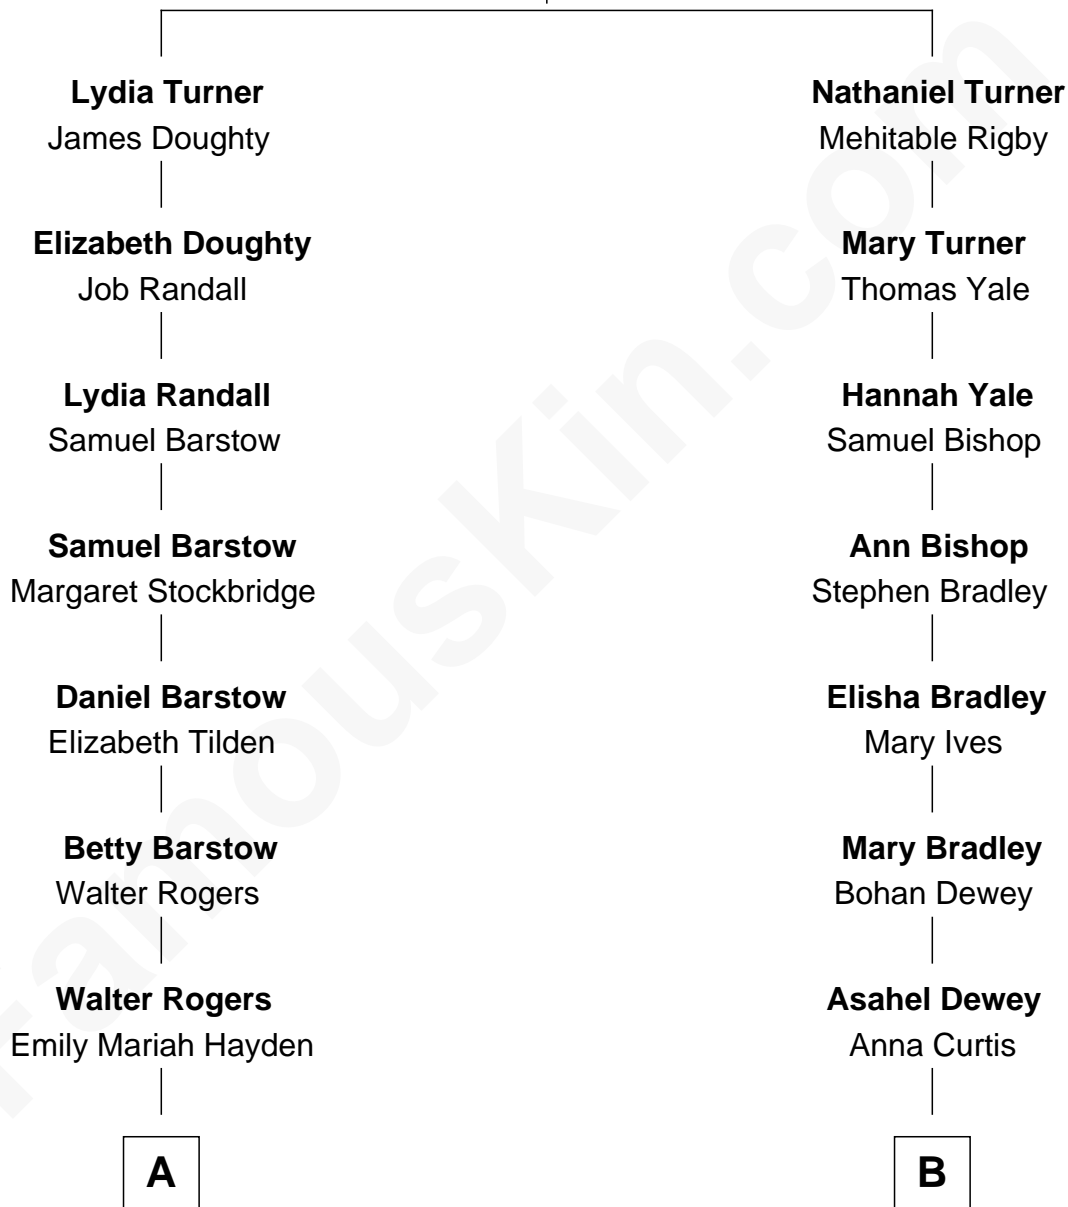 Lydia Turner
James Doughty
Elizabeth Doughty
Job Randall
Lydia Randall
Samuel Barstow
Samuel Barstow
Margaret Stockbridge
Daniel Barstow
Elizabeth Tilden
Betty Barstow
Walter Rogers
Walter Rogers
Emily Mariah Hayden
A
Nathaniel Turner
Mehitable Rigby
Mary Turner
Thomas Yale
Hannah Yale
Samuel Bishop
Ann Bishop
Stephen Bradley
Elisha Bradley
Mary Ives
Mary Bradley
Bohan Dewey
Asahel Dewey
Anna Curtis
B
FamousKin.com